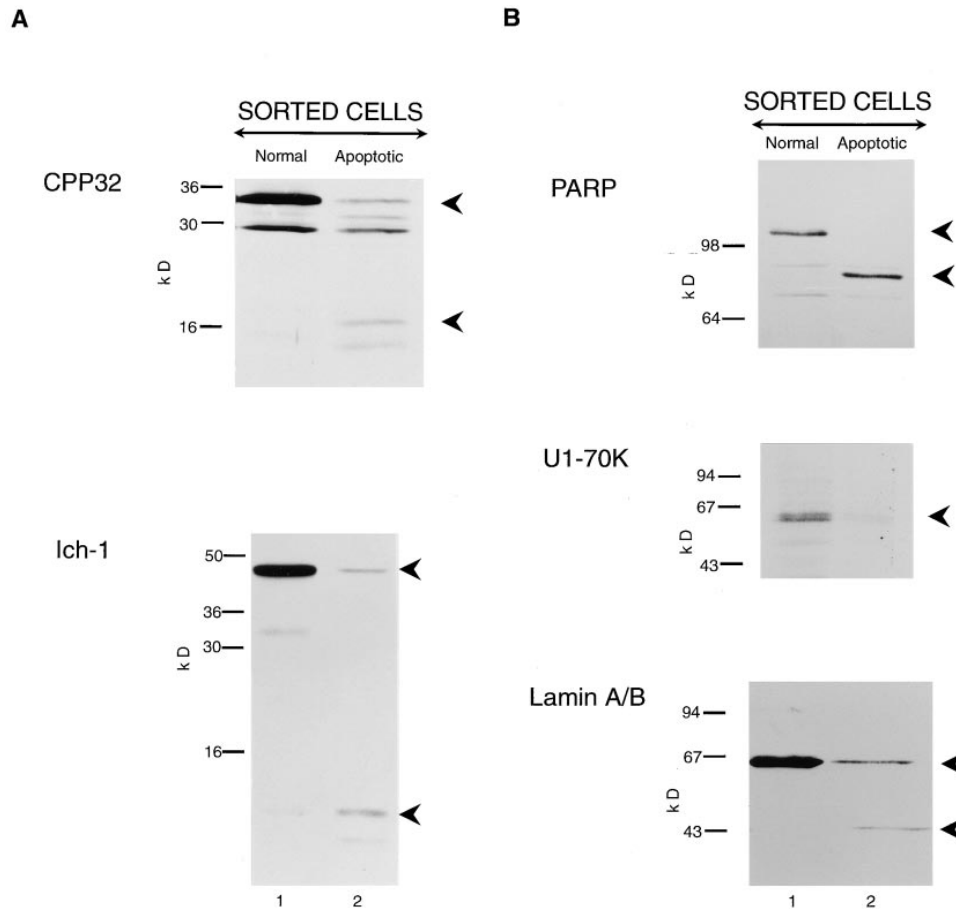 A
SORTED CELLS
Normal Apoptotic
CPP32
36
30
kD
16
Ich-1
50
36
30
kD
16
1 2
B
SORTED CELLS
Normal Apoptotic
PARP
98
kD
64
U1-70K
94
67
kD
43
Lamin A/B
94
67
kD
43
1 2